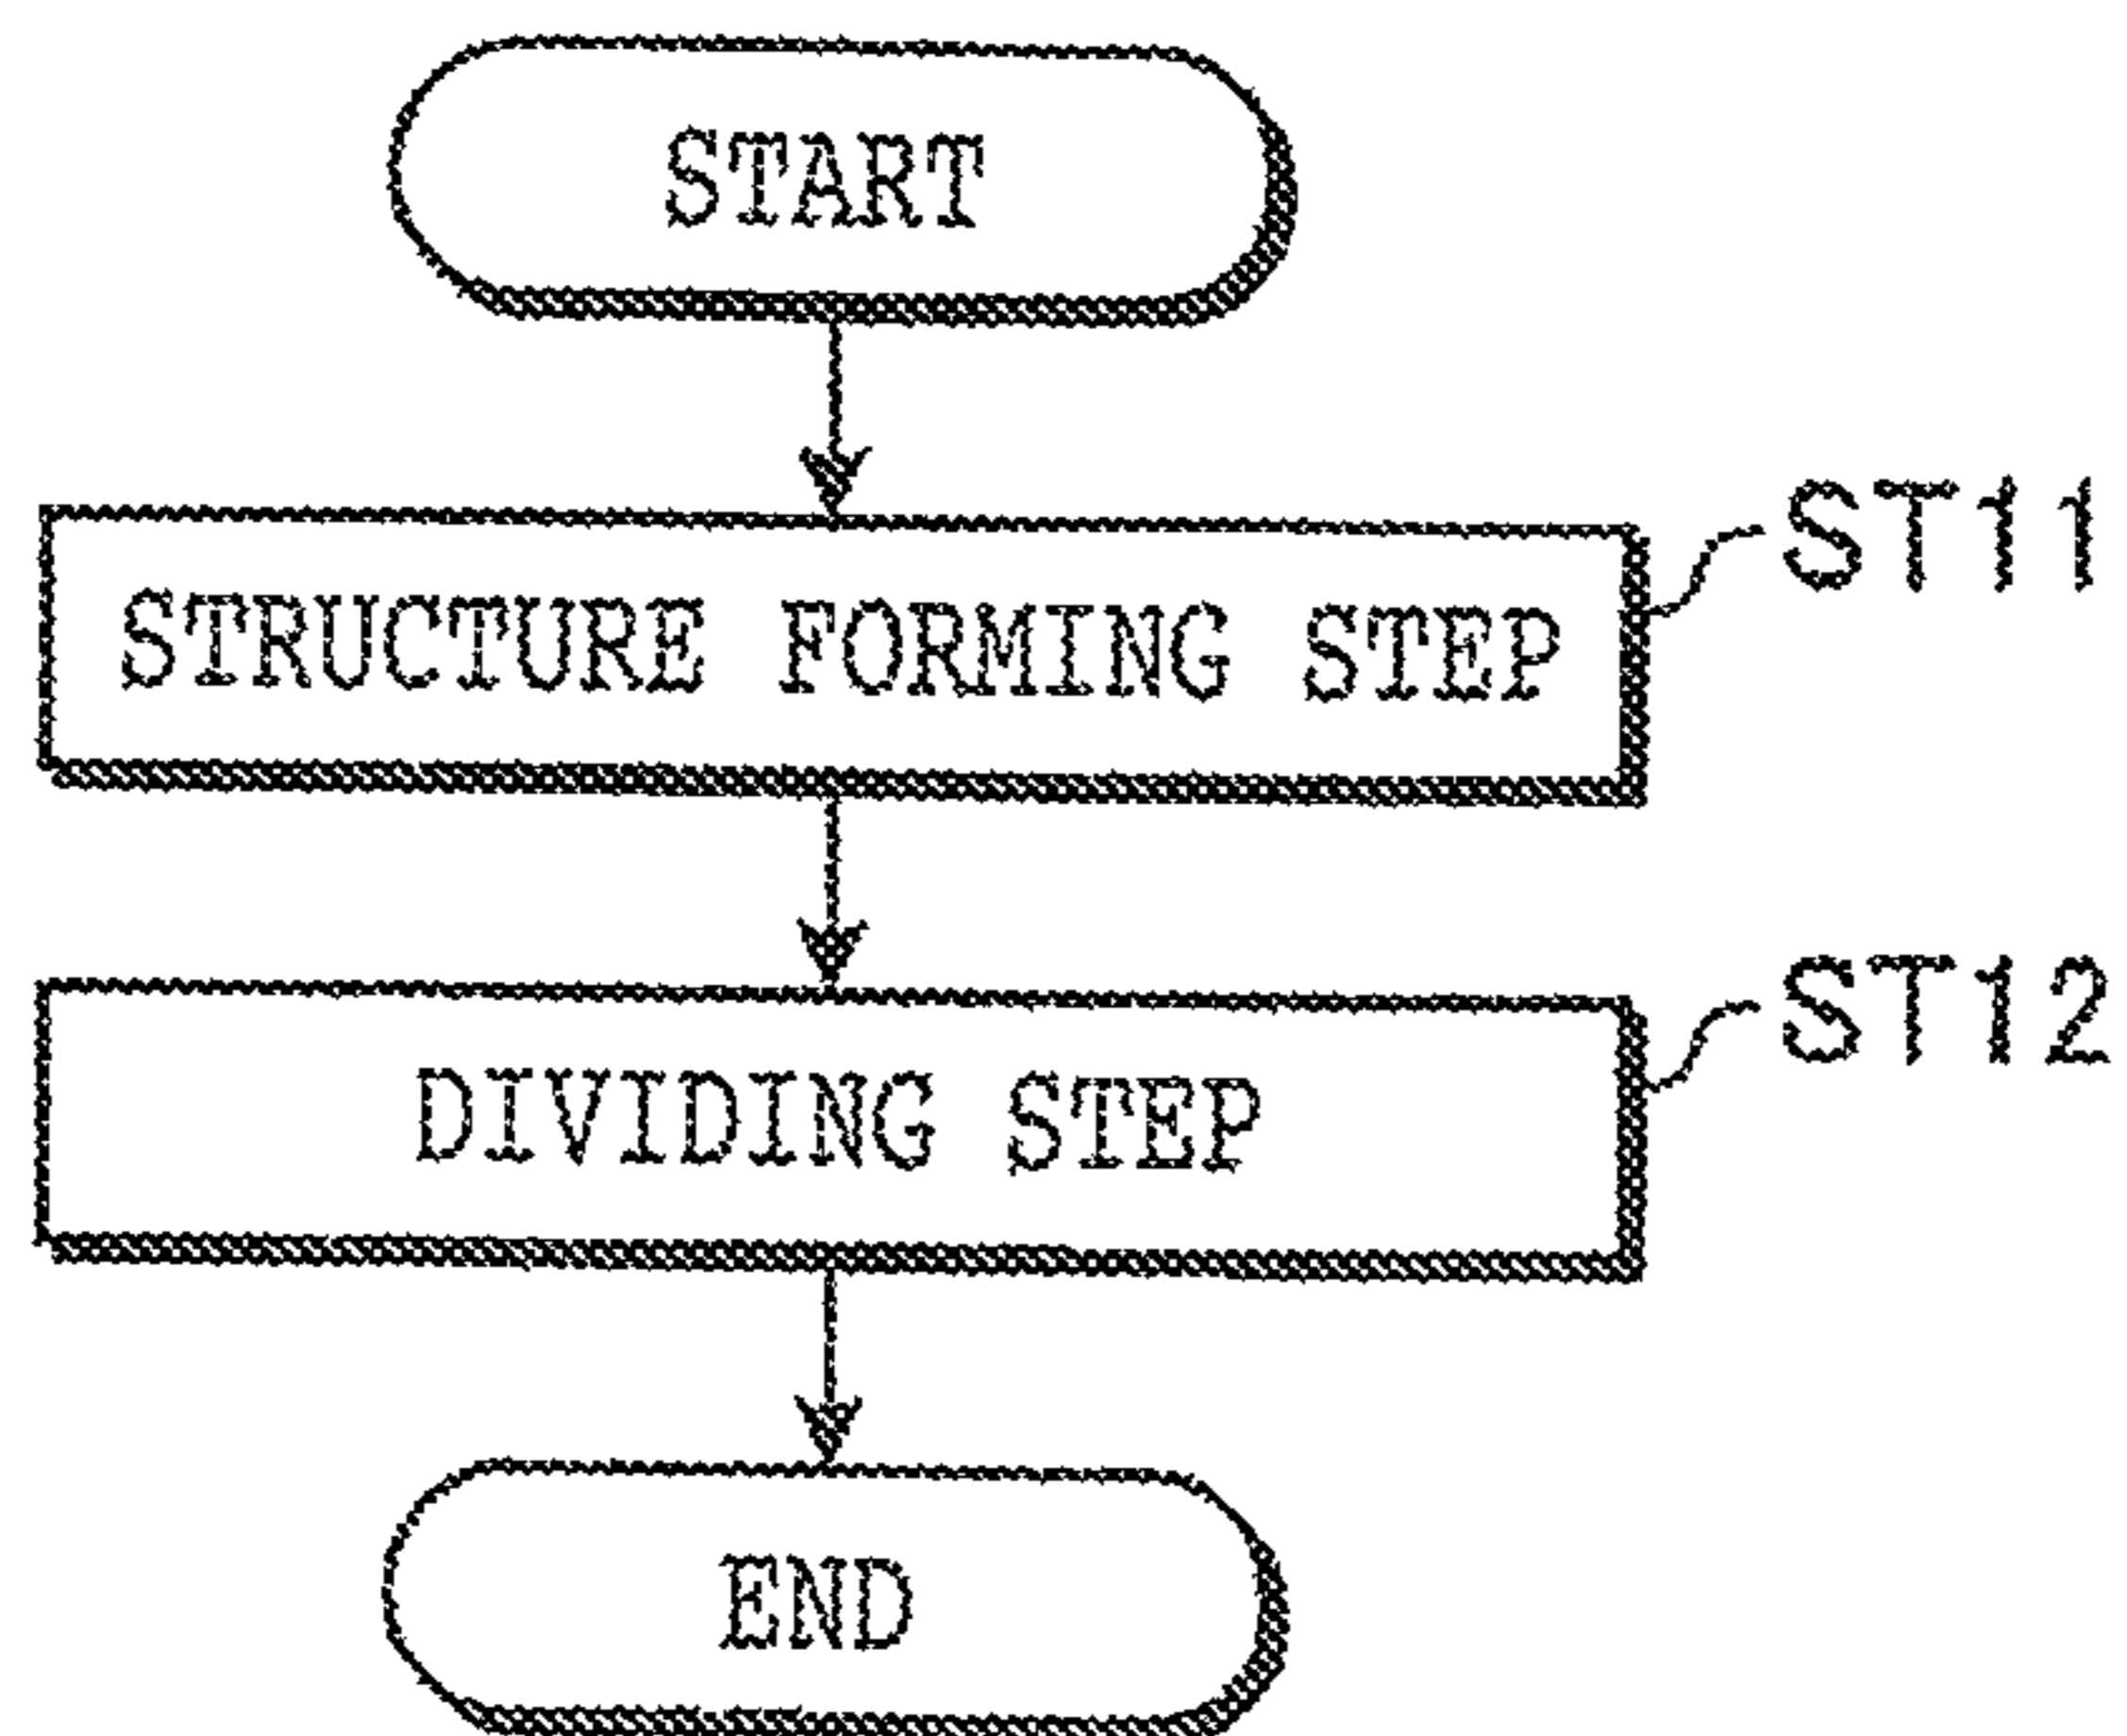 START
ST11
STRUCTURE FORMING STEP
ST12
DIVIDING STEP
END